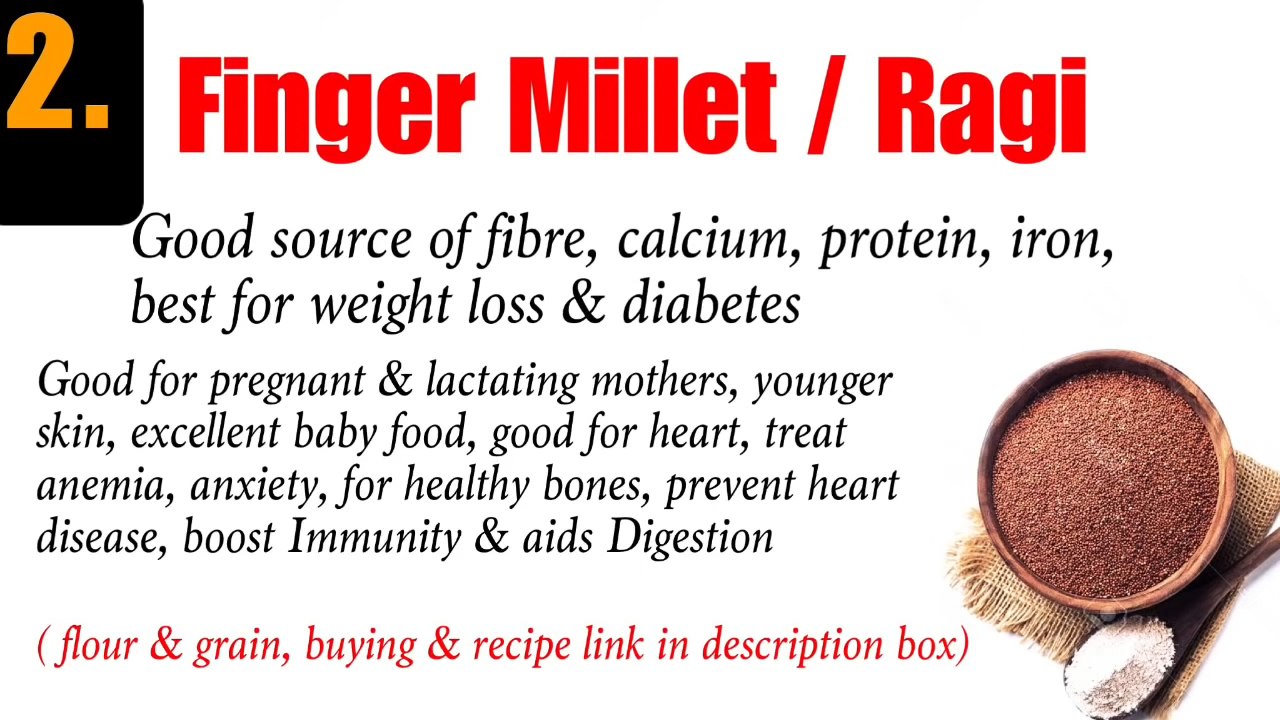 2.
Finger Millet / Ragi
Good source of fibre, calcium, protein, iron,
best for weight loss & diabetes
Good for pregnant & lactating mothers, younger
skin, excellent baby food, good for heart, treat
anemia, anxiety, for healthy bones, prevent heart
disease, boost Immunity & aids Digestion
( flour & grain, buying & recipe link in description box)